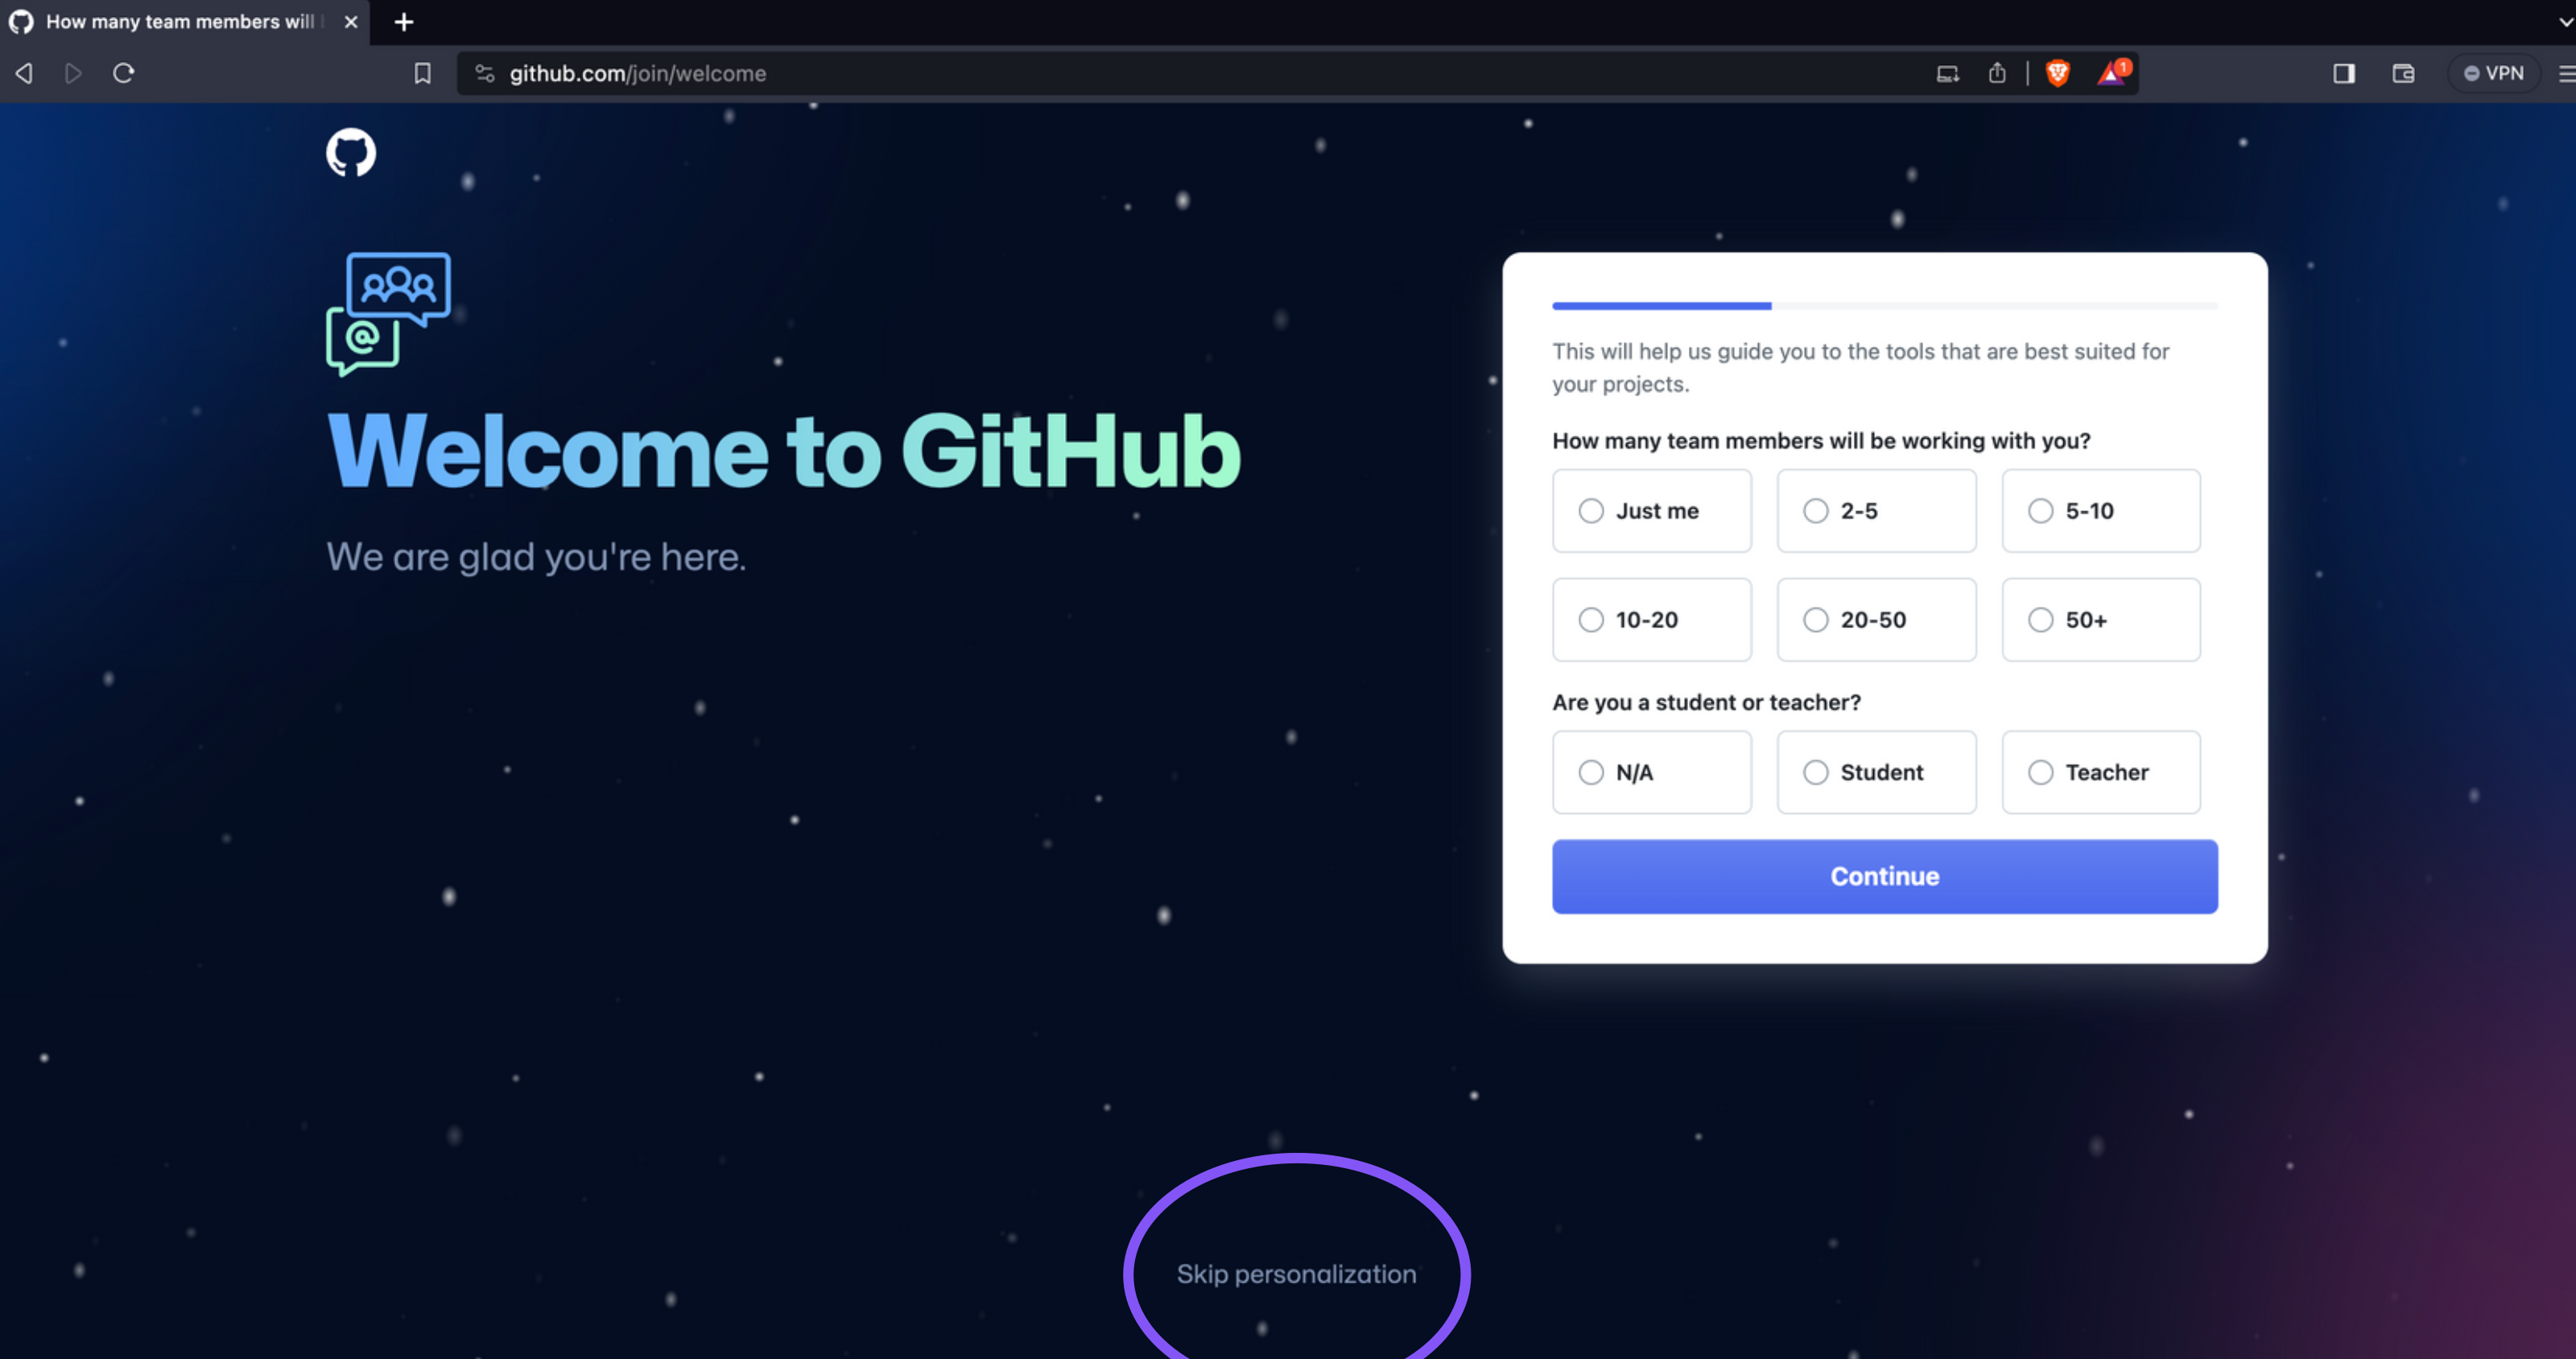 How many team members will
github.com/join/welcome
1
VPN
@
Welcome to GitHub
We are glad you're here.
This will help us guide you to the tools that are best suited for
your projects.
How many team members will be working with you?
Just me
2-5
5-10
10-20
20-50
50+
Are you a student or teacher?
N/A
Student
Teacher
Continue
Skip personalization